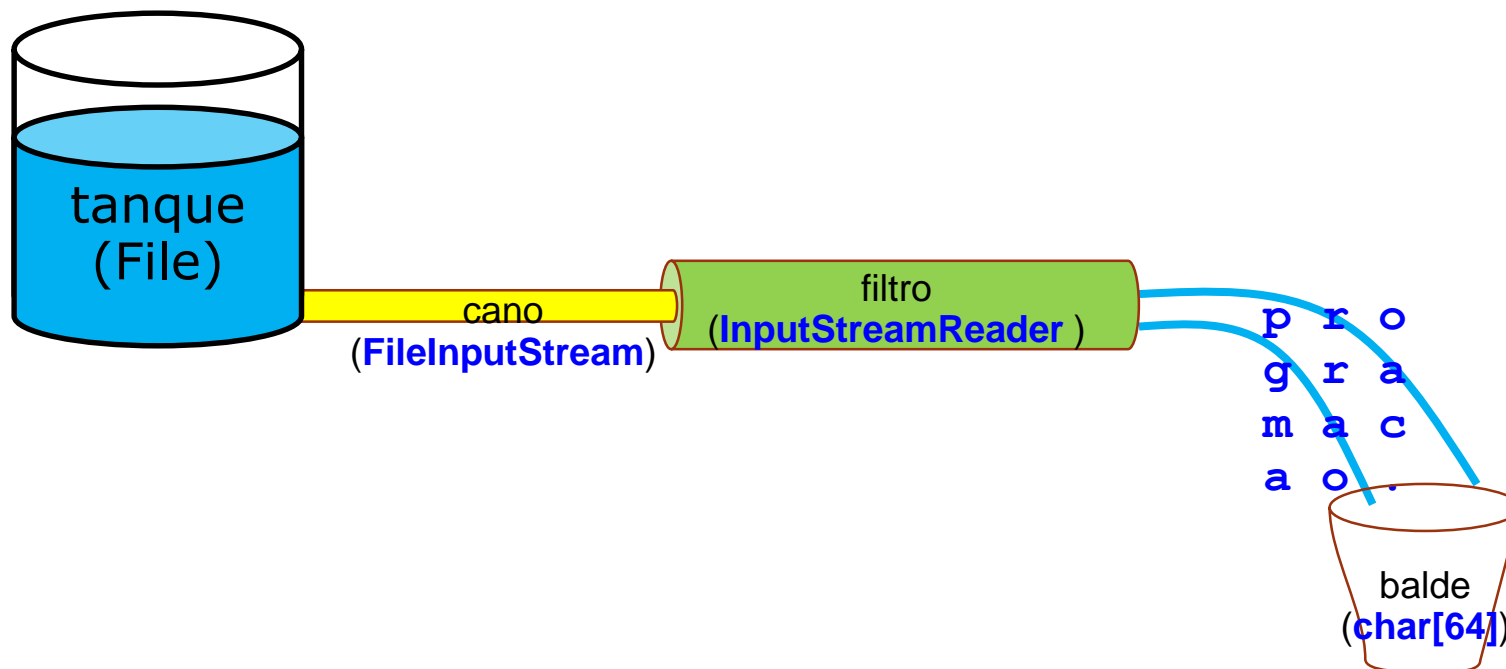 tanque
(File)
cano
(FileInputStream)
filtro
(InputStreamReader )
p r o
g r a
m a c
a o .
balde
(char[64])